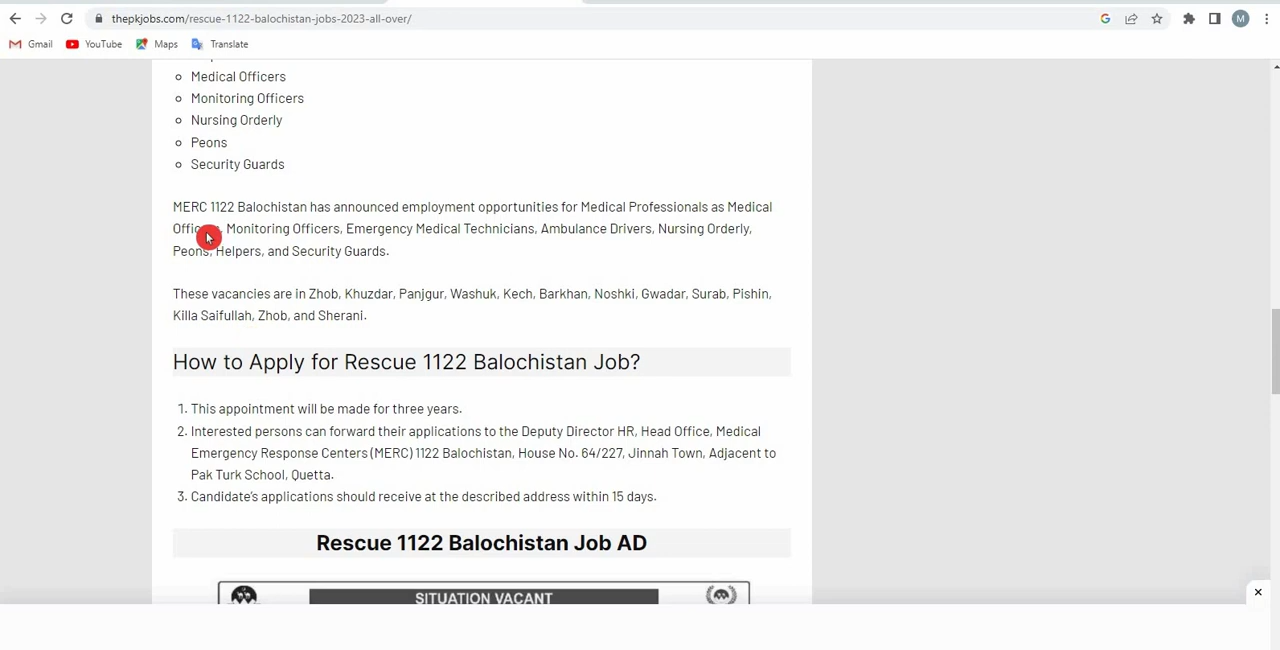 thepkjobs.com/rescue-1122-balochistan-jobs-2023-all-over/
M
Gmail YouTube Maps Translate
Medical Officers
Monitoring Officers
Nursing Orderly
Peons
Security Guards
MERC 1122 Balochistan has announced employment opportunities for Medical Professionals as Medical
Monitoring Officers, Emergency Medical Technicians, Ambulance Drivers, Nursing Orderly,
Peons, Helpers, and Security Guards.
These vacancies are in Zhob, Khuzdar, Panjgur, Washuk, Kech, Barkhan, Noshki, Gwadar, Surab, Pishin,
Killa Saifullah, Zhob, and Sherani.
How to Apply for Rescue 1122 Balochistan Job?
1. This appointment will be made for three years.
2. Interested persons can forward their applications to the Deputy Director HR, Head Office, Medical
Emergency Response Centers (MERC) 1122 Balochistan, House No. 64/227, Jinnah Town, Adjacent to
Pak Turk School, Quetta.
3. Candidate's applications should receive at the described address within 15 days.
Rescue 1122 Balochistan Job AD
SITUATION VACANT